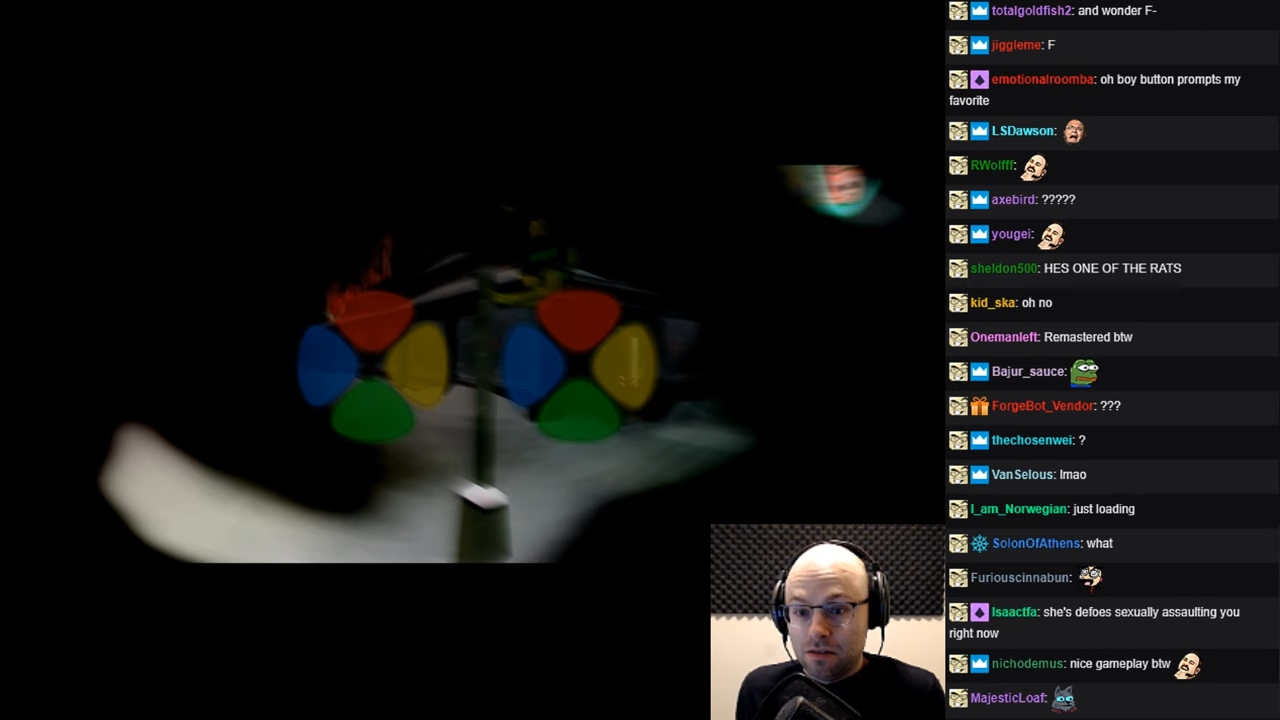 totalgoldfish2: and wonder F-
jiggleme: F
emotionalroomba: oh boy button prompts my
favorite
LSDawson:
RWolfff:
axebird: ?????
yougei:
sheldon500: HES ONE OF THE RATS
kid_ska: oh no
Onemanleft: Remastered btw
Bajur_sauce:
ForgeBot_Vendor: ???
thechosenwei: ?
VanSelous: lmao
I_am_Norwegian: just loading
SolonOfAthens: what
Furiouscinnabun:
Isaactfa: she's defoes sexually assaulting you
right now
nichodemus: nice gameplay btw
MajesticLoaf: